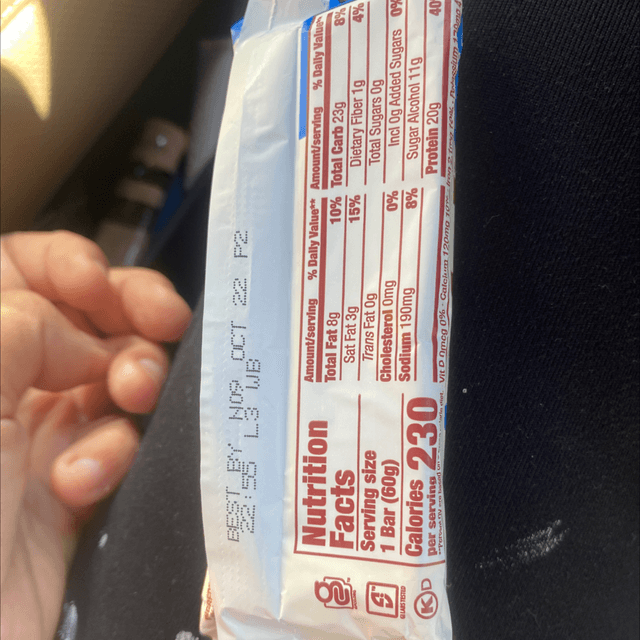 BEST BY N09 OCT 22 P2
22:55 L3 WB
Nutrition
Facts
Serving size
1 Bar (60g)
Calories 230
per serving
Amount/serving % Daily Value**
Total Fat 8g 10%
Sat Fat 3g 15%
Trans Fat 0g
Cholesterol 0mg 0%
Sodium 190mg 8%
Amount/serving % Daily Value
Total Carb 23g 8%
Dietary Fiber 1g 4%
Total Sugars 0g
Incl 0g Added Sugars 0%
Sugar Alcohol 11g
Protein 20g 40
Vit D 0mcg 0% · Calcium 120mg 10%
K D